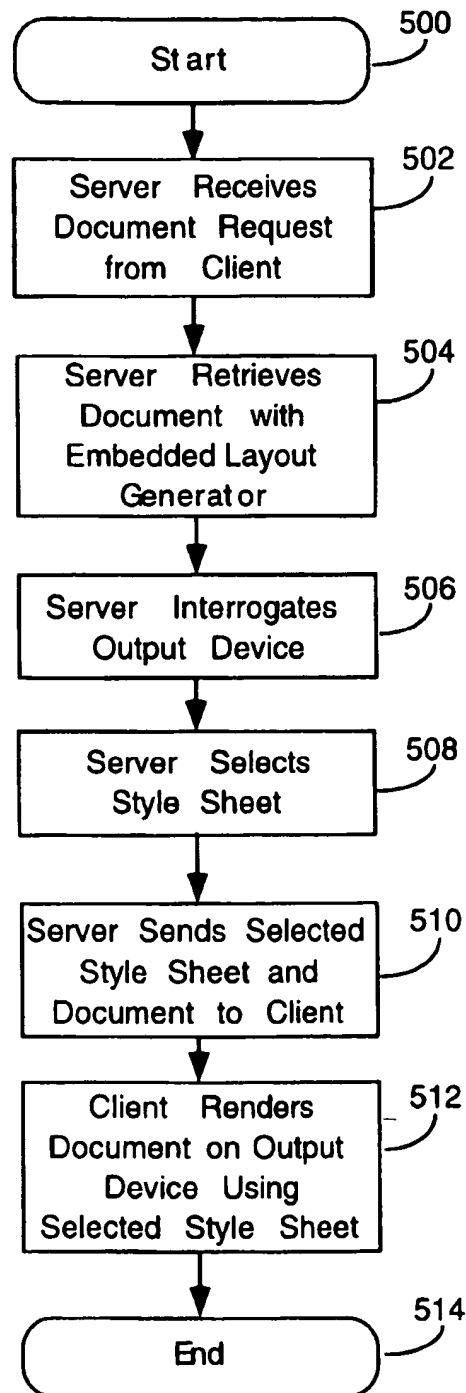 Start
500
Server Receives
Document Request
from Client
502
Server Retrieves
Document with
Embedded Layout
Generator
504
Server Interrogates
Output Device
506
Server Selects
Style Sheet
508
Server Sends Selected
Style Sheet and
Document to Client
510
Client Renders
Document on Output
Device Using
Selected Style Sheet
512
End
514